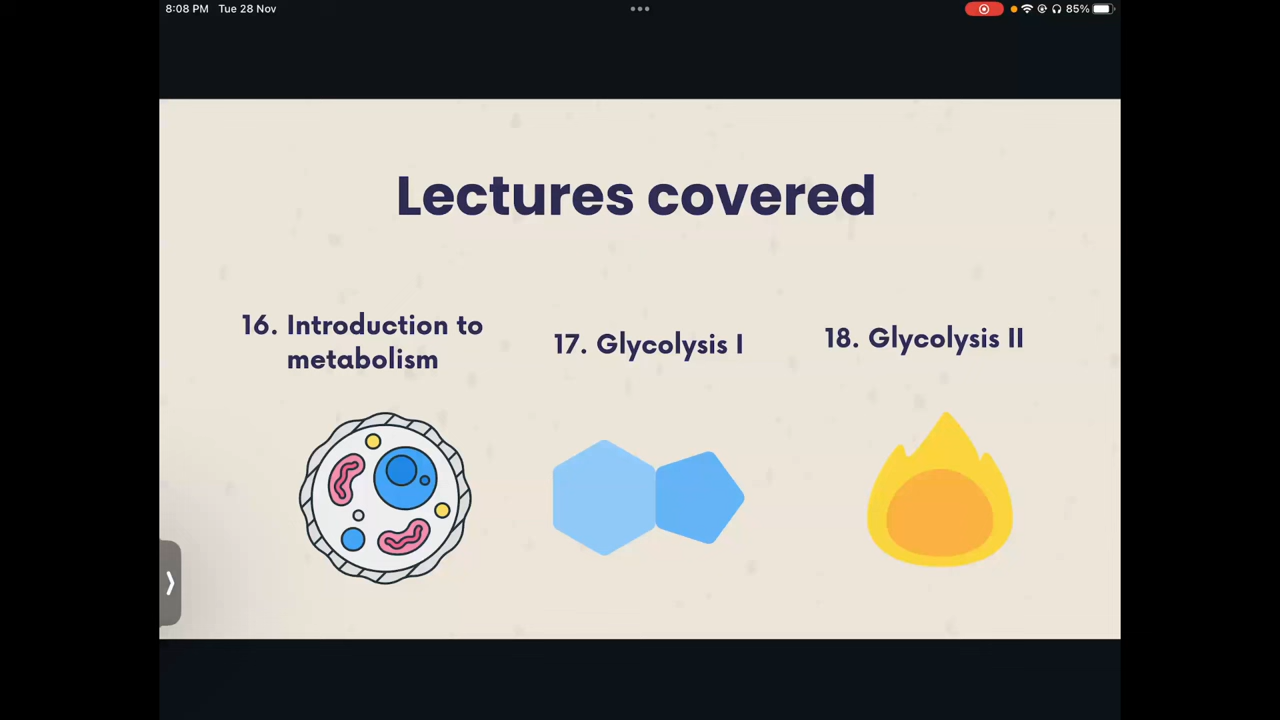 8:08 PM Tue 28 Nov
85%
Lectures covered
16. Introduction to
metabolism
17. Glycolysis I
18. Glycolysis II